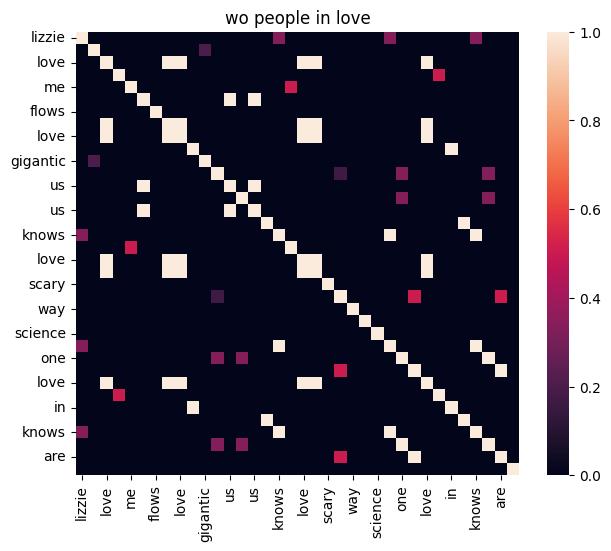 wo people in love
lizzie
love
me
flows
love
gigantic
us
us
knows
love
scary
way
science
one
love
in
knows
are
lizzie
love
me
flows
love
gigantic
us
us
knows
love
scary
way
science
one
love
in
knows
are
1.0
0.8
0.6
0.4
0.2
0.0